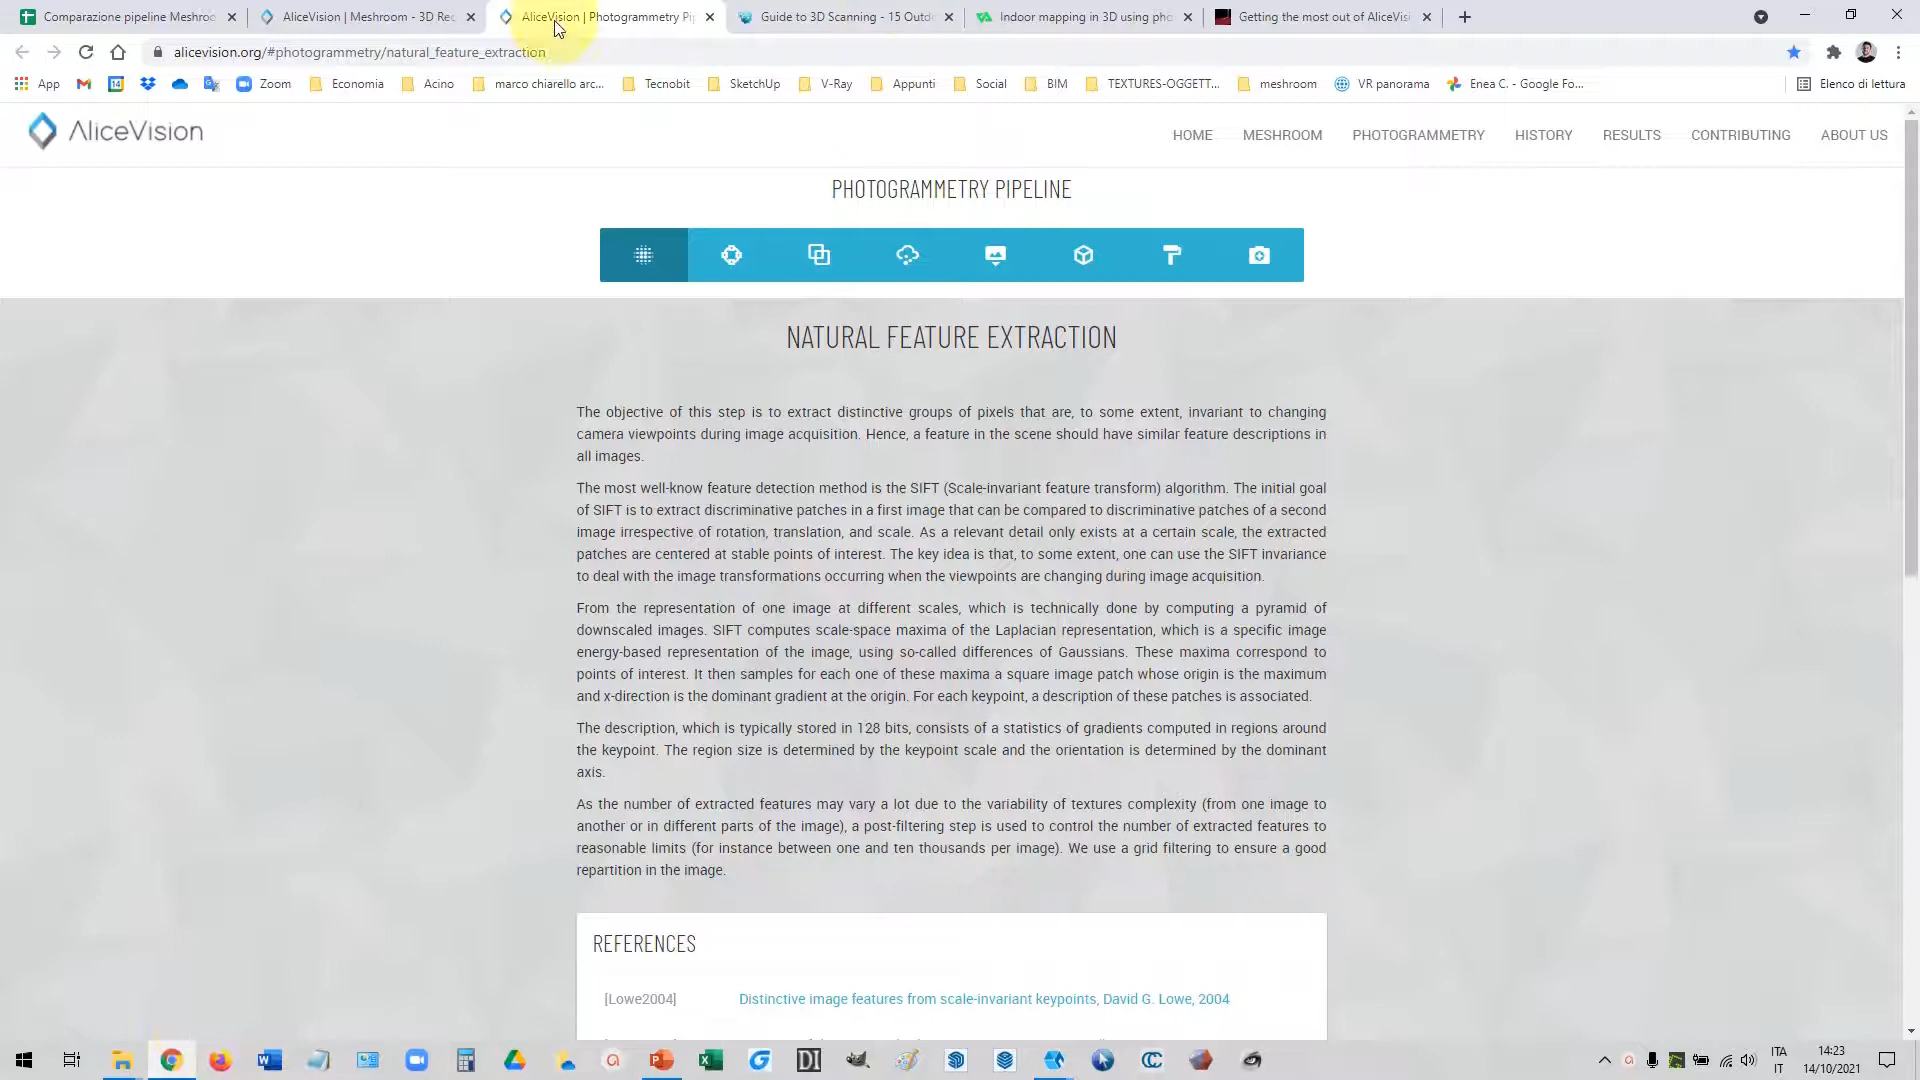 Comparazione pipeline Meshroo
AliceVision | Meshroom - 3D Rec
AliceVision | Photogrammetry Pip
Guide to 3D Scanning - 15 Outd
Indoor mapping in 3D using pho
Getting the most out of AliceVisi
alicevision.org/#photogrammetry/natural_feature_extraction
App
Zoom
Economia
Acino
marco chiarello arc...
Tecnobit
SketchUp
V-Ray
Appunti
Social
BIM
TEXTURES-OGGETT...
meshroom
VR panorama
Enea C. - Google Fo...
Elenco di lettura
AliceVision
HOME
MESHROOM
PHOTOGRAMMETRY
HISTORY
RESULTS
CONTRIBUTING
ABOUT US
PHOTOGRAMMETRY PIPELINE
NATURAL FEATURE EXTRACTION
The objective of this step is to extract distinctive groups of pixels that are, to some extent, invariant to changing
camera viewpoints during image acquisition. Hence, a feature in the scene should have similar feature descriptions in
all images.
The most well-know feature detection method is the SIFT (Scale-invariant feature transform) algorithm. The initial goal
of SIFT is to extract discriminative patches in a first image that can be compared to discriminative patches of a second
image irrespective of rotation, translation, and scale. As a relevant detail only exists at a certain scale, the extracted
patches are centered at stable points of interest. The key idea is that, to some extent, one can use the SIFT invariance
to deal with the image transformations occurring when the viewpoints are changing during image acquisition.
From the representation of one image at different scales, which is technically done by computing a pyramid of
downscaled images. SIFT computes scale-space maxima of the Laplacian representation, which is a specific image
energy-based representation of the image, using so-called differences of Gaussians. These maxima correspond to
points of interest. It then samples for each one of these maxima a square image patch whose origin is the maximum
and x-direction is the dominant gradient at the origin. For each keypoint, a description of these patches is associated.
The description, which is typically stored in 128 bits, consists of a statistics of gradients computed in regions around
the keypoint. The region size is determined by the keypoint scale and the orientation is determined by the dominant
axis.
As the number of extracted features may vary a lot due to the variability of textures complexity (from one image to
another or in different parts of the image), a post-filtering step is used to control the number of extracted features to
reasonable limits (for instance between one and ten thousands per image). We use a grid filtering to ensure a good
repartition in the image.
REFERENCES
[Lowe2004]
Distinctive image features from scale-invariant keypoints, David G. Lowe, 2004
ITA
IT
14:23
14/10/2021